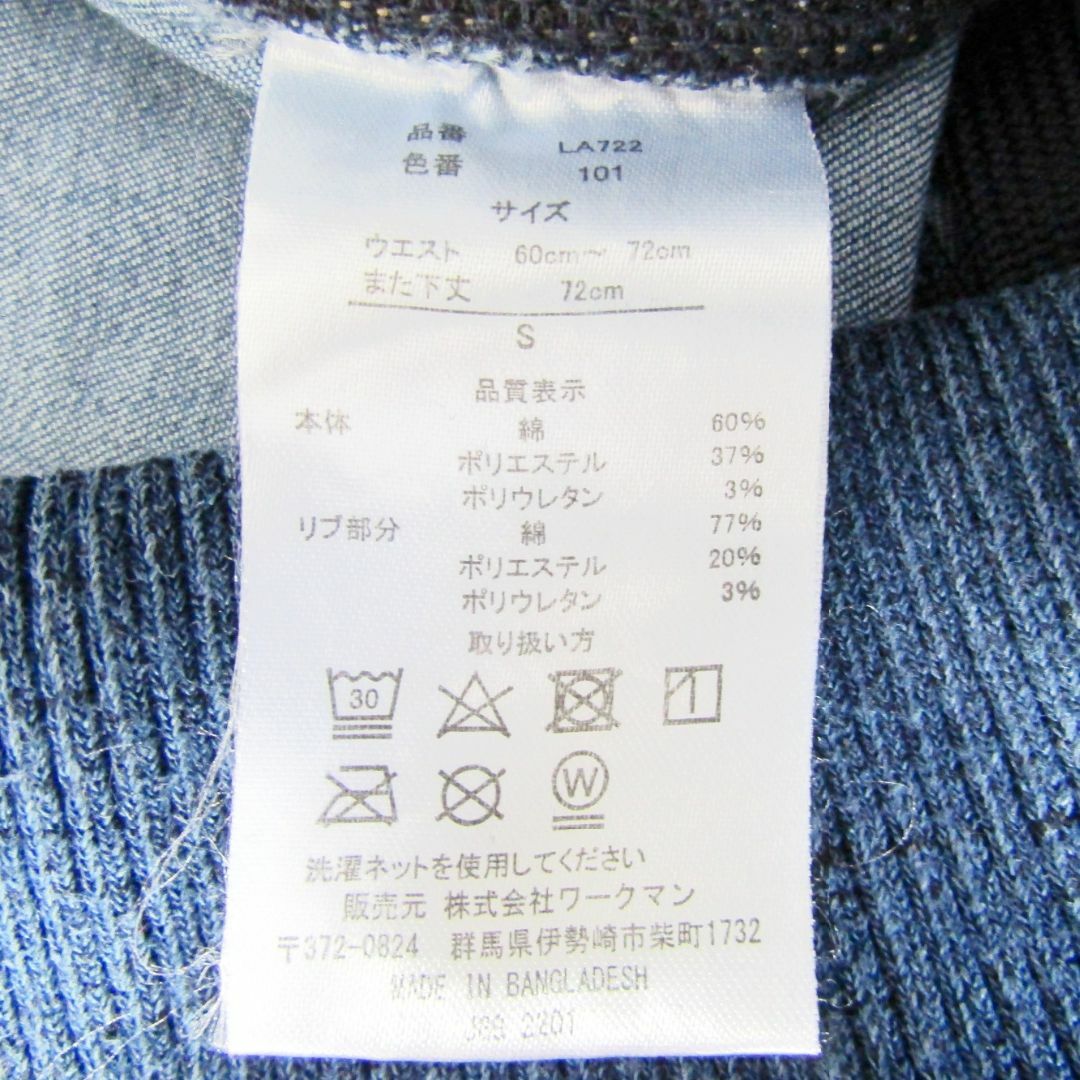 品番 LA722
色番 101
サイズ
ウエスト 60cm～ 72cm
また下丈 72cm
S
品質表示
本体 綿 60%
ポリエステル 37%
ポリウレタン 3%
リブ部分 綿 77%
ポリエステル 20%
ポリウレタン 3%
取り扱い方
30
W
洗濯ネットを使用してください
販売元 株式会社ワークマン
〒372-0824 群馬県伊勢崎市柴町1732
MADE IN BANGLADESH
2201